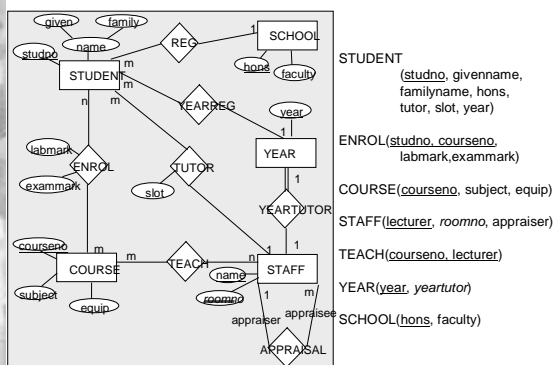 given
family
name
studno
STUDENT
m
REG
1
SCHOOL
hons
faculty
m
m
n
YEARREG
year
labmark
ENROL
exammark
TUTOR
slot
1
YEAR
1
YEARTUTOR
courseno
m
COURSE
m
TEACH
n
1
1
STAFF
name
roomno
subject
equip
appraiser
m
appraisee
APPRAISAL
STUDENT
(studno, givenname,
familyname, hons,
tutor, slot, year)
ENROL(studno, courseno,
labmark,exammark)
COURSE(courseno, subject, equip)
STAFF(lecturer, roomno, appraiser)
TEACH(courseno, lecturer)
YEAR(year, yeartutor)
SCHOOL(hons, faculty)